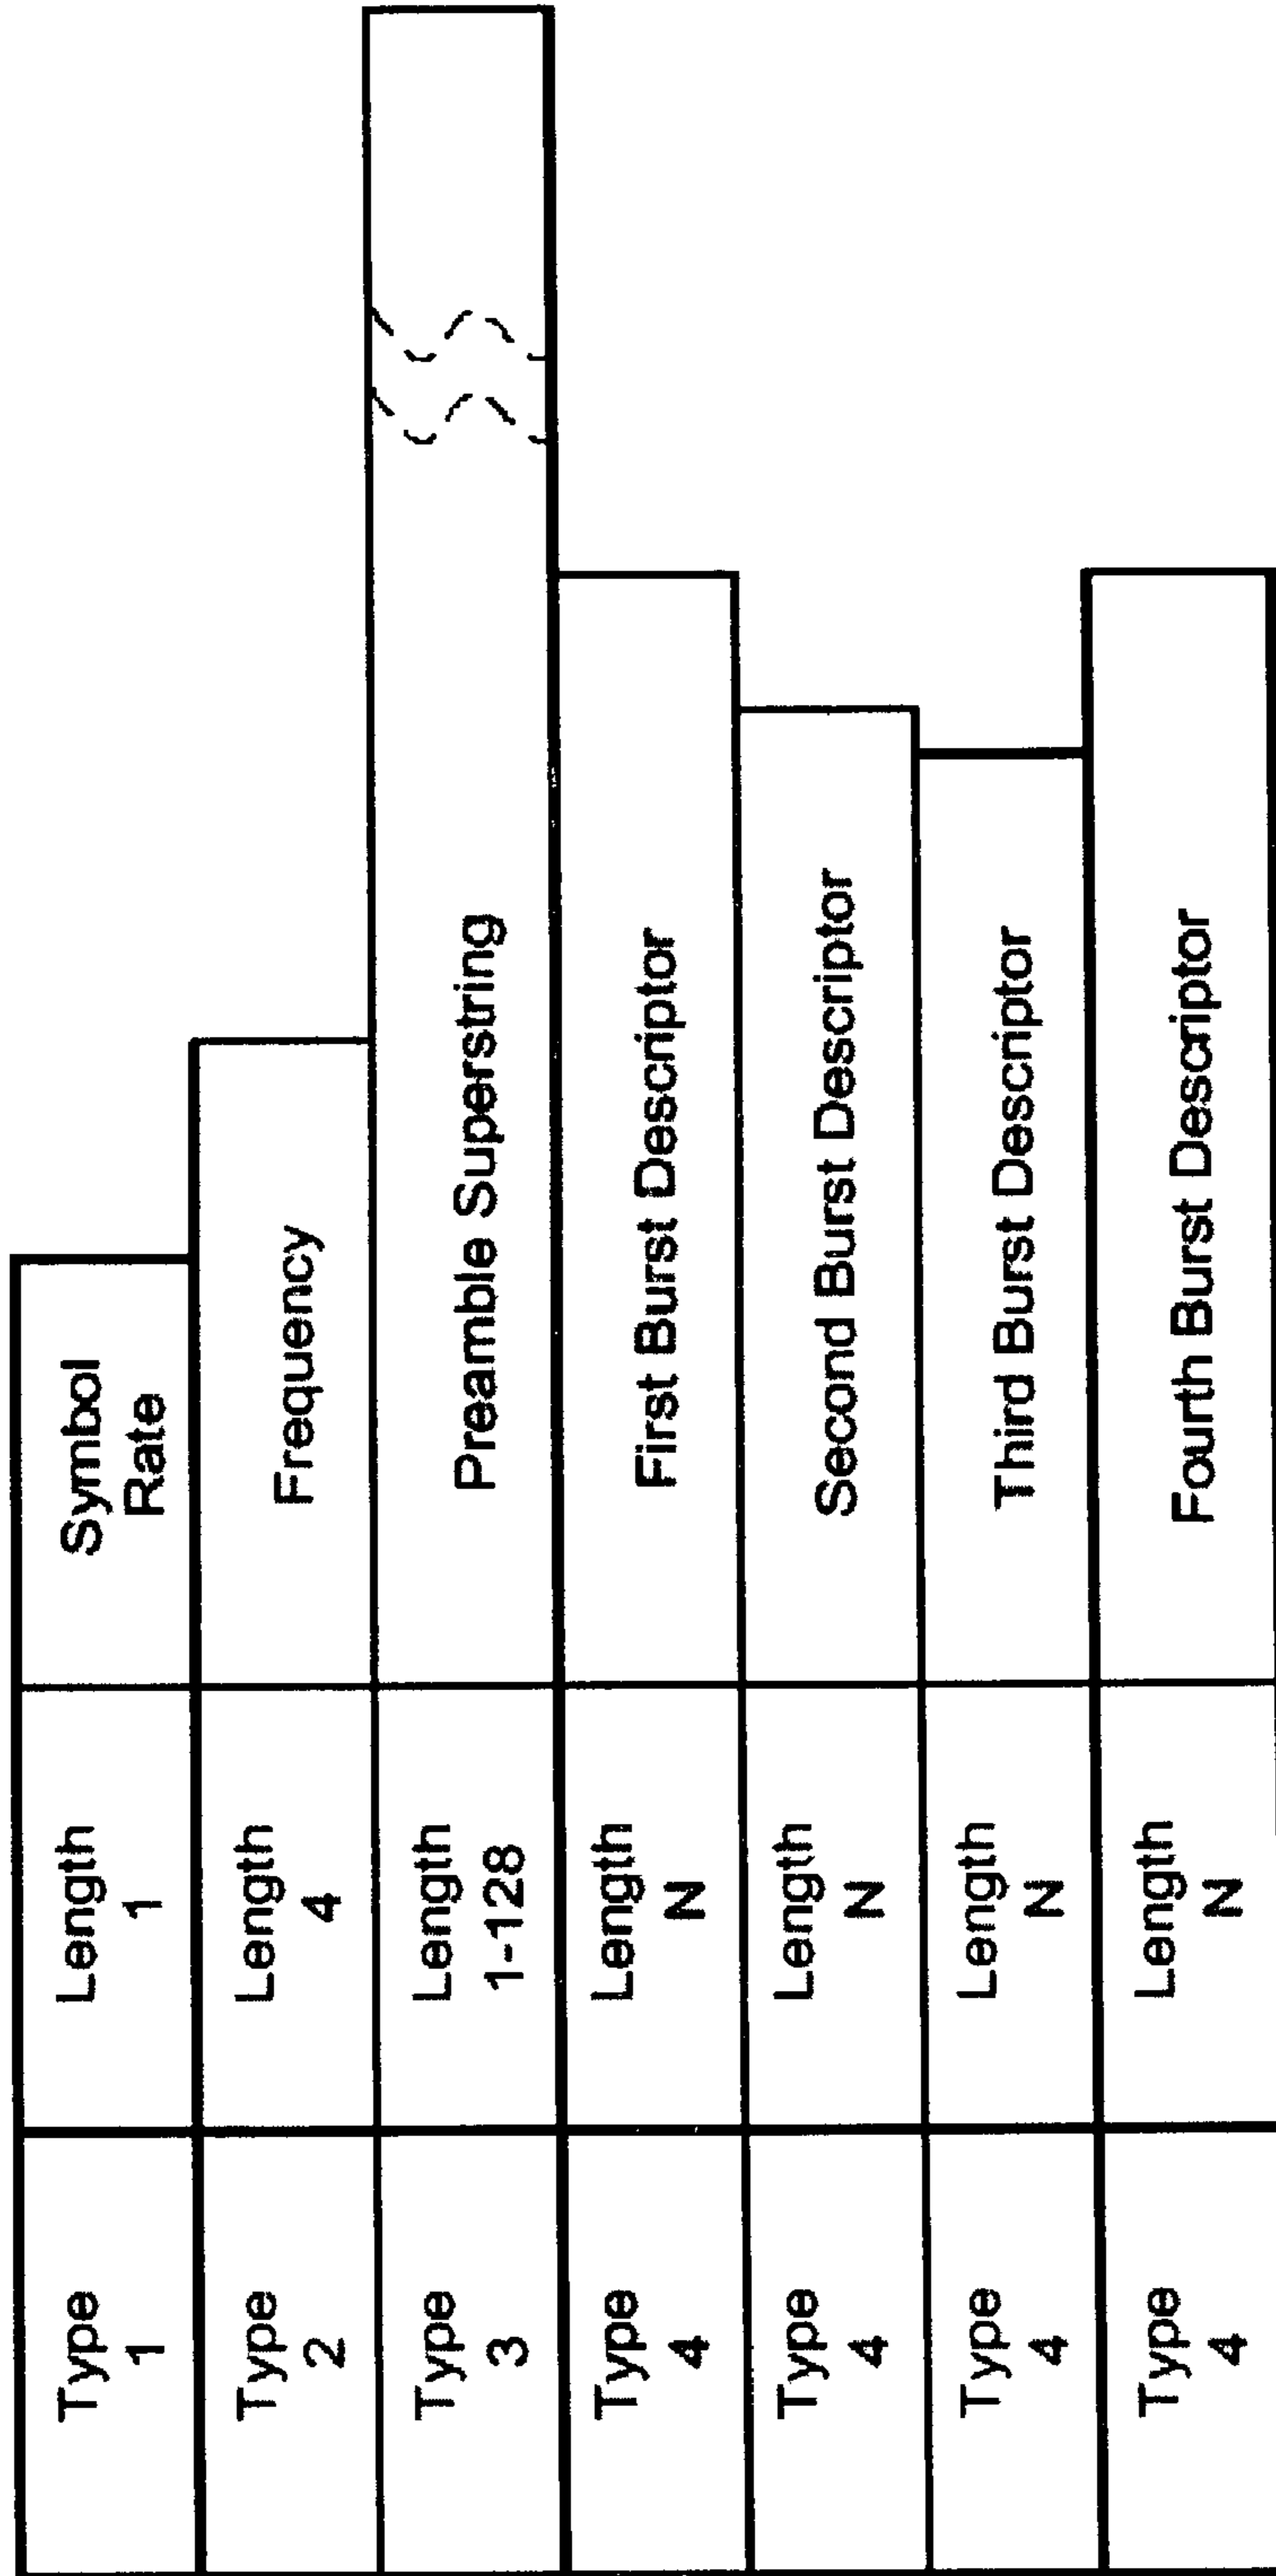 Type
1
Length
1
Symbol
Rate
Type
2
Length
4
Frequency
Type
3
Length
1-128
Preamble Superstring
Type
4
Length
N
First Burst Descriptor
Type
4
Length
N
Second Burst Descriptor
Type
4
Length
N
Third Burst Descriptor
Type
4
Length
N
Fourth Burst Descriptor